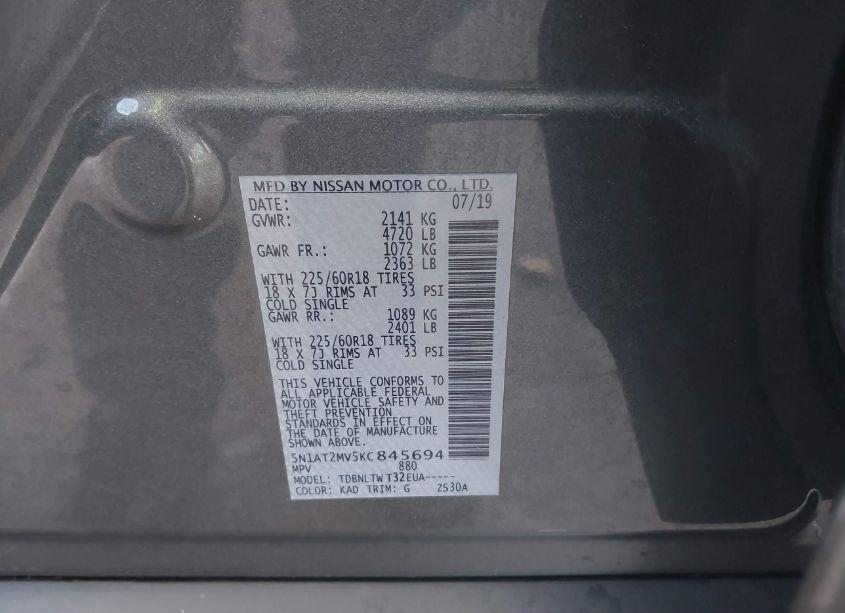 MFD BY NISSAN MOTOR CO., LTD.
DATE: 07/19
GVWR: 2141 KG
4720 LB
GAWR FR.: 1072 KG
2363 LB
WITH 225/60R18 TIRES
18 X 7J RIMS AT 33 PSI
COLD SINGLE
GAWR RR.: 1089 KG
2401 LB
WITH 225/60R18 TIRES
18 X 7J RIMS AT 33 PSI
COLD SINGLE
THIS VEHICLE CONFORMS TO
ALL APPLICABLE FEDERAL
MOTOR VEHICLE SAFETY AND
THEFT PREVENTION
STANDARDS IN EFFECT ON
THE DATE OF MANUFACTURE
SHOWN ABOVE.
5N1AT2MV5KC845694
MPV 880
MODEL: TDBNLTWT32EUA-----
COLOR: KAD TRIM: G ZS30A